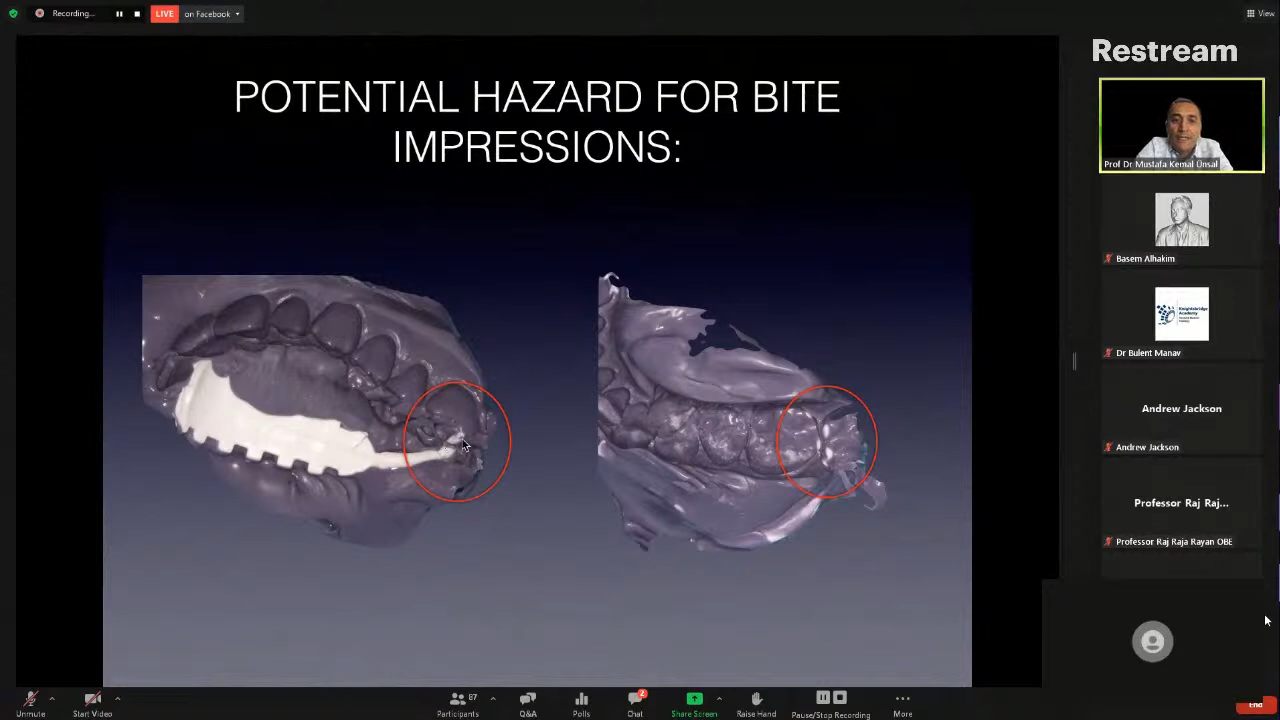 Recording...
LIVE
on Facebook
View
POTENTIAL HAZARD FOR BITE
IMPRESSIONS:
Restream
Prof Dr Mustafa Kemal Ünsal
Basem Alhakim
Knightsbridge
Academy
Dr Bulent Manav
Andrew Jackson
Andrew Jackson
Professor Raj Raj...
Professor Raj Raja Rayan OBE
Unmute
Start Video
87
Participants
Q&A
Polls
2
Chat
Share Screen
Raise Hand
Pause/Stop Recording
More
End